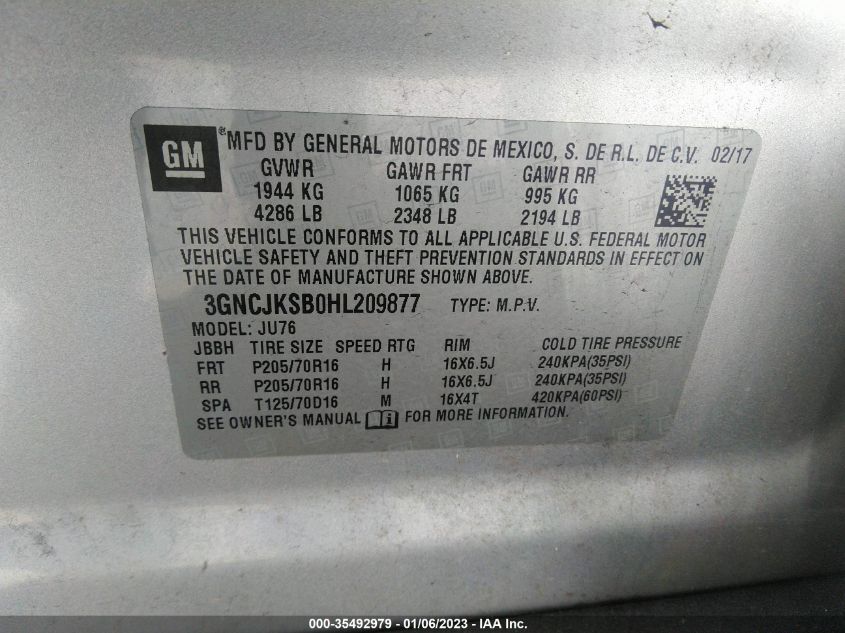 GM ® MFD BY GENERAL MOTORS DE MEXICO, S. DE R.L. DE C.V. 02/17
GVWR GAWR FRT GAWR RR
1944 KG 1065 KG 995 KG
4286 LB 2348 LB 2194 LB
THIS VEHICLE CONFORMS TO ALL APPLICABLE U.S. FEDERAL MOTOR
VEHICLE SAFETY AND THEFT PREVENTION STANDARDS IN EFFECT ON
THE DATE OF MANUFACTURE SHOWN ABOVE.
3GNCJKSB0HL209877 TYPE: M.P.V.
MODEL: JU76
JBBH TIRE SIZE SPEED RTG RIM COLD TIRE PRESSURE
FRT P205/70R16 H 16X6.5J 240KPA(35PSI)
RR P205/70R16 H 16X6.5J 240KPA(35PSI)
SPA T125/70D16 M 16X4T 420KPA(60PSI)
SEE OWNER'S MANUAL i FOR MORE INFORMATION.
000-35492979 - 01/06/2023 - IAA Inc.